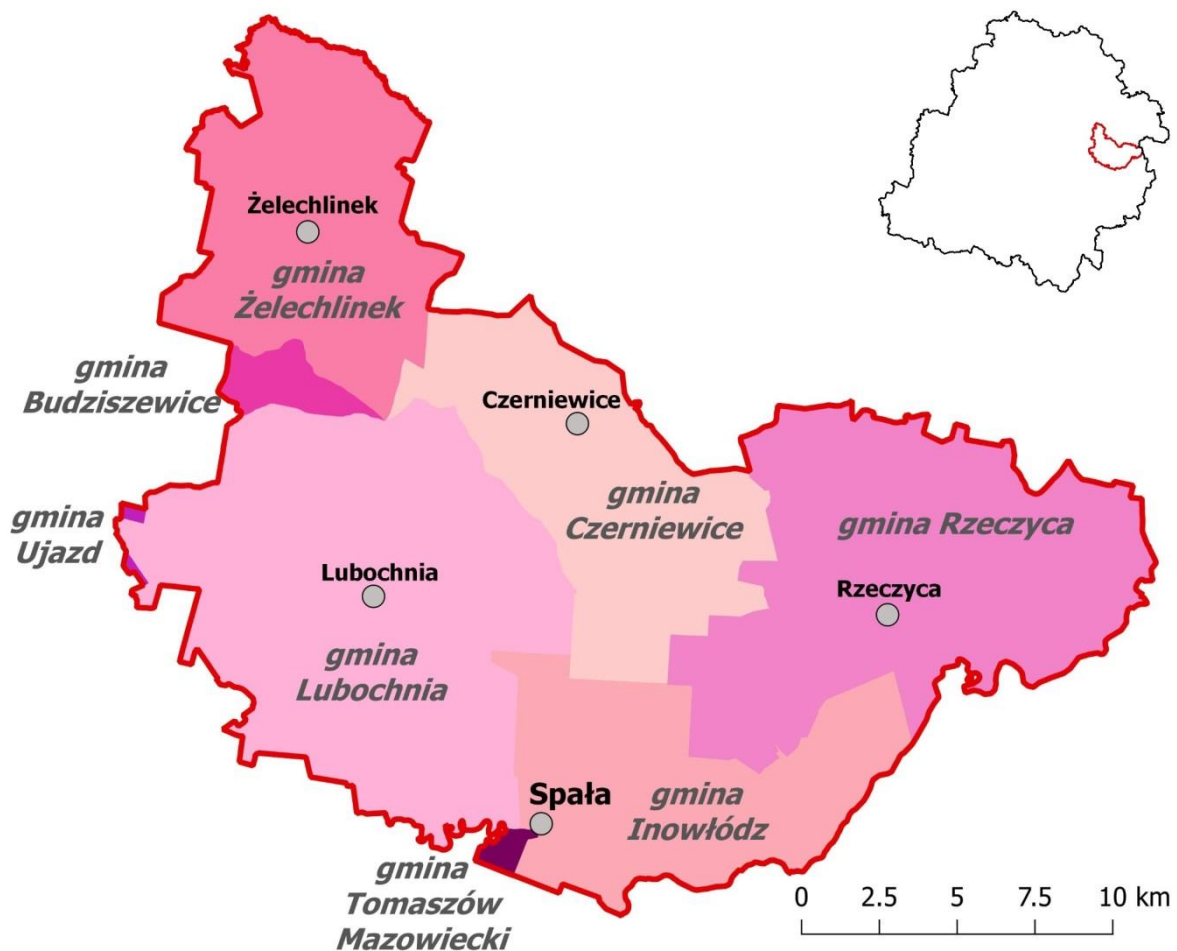 Żelechlinek
gmina
Żelechlinek
gmina
Budziszewice
Czerniewice
gmina
Czerniewice
gmina Rzeczyca
gmina
Ujazd
Lubochnia
Rzeczyca
gmina
Lubochnia
Spała
gmina
Inowłódz
gmina
Tomaszów
Mazowiecki
0 2.5 5 7.5 10 km